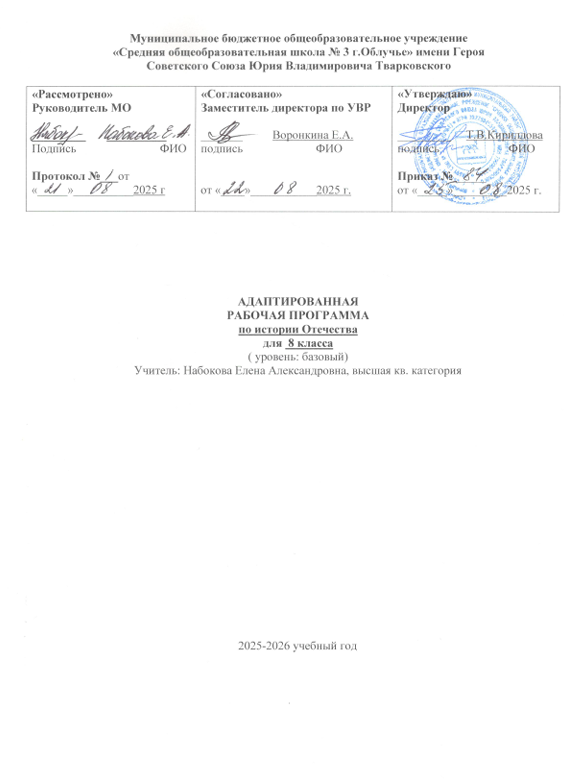 Муниципальное бюджетное общеобразовательное учреждение
«Средняя общеобразовательная школа № 3 г.Облучье» имени Героя
Советского Союза Юрия Владимировича Тварковского
«Рассмотрено»
Руководитель МО
Набокова Е.А.
Подпись ФИО
Протокол № 1 от
« 21 » 08 2025 г
«Согласовано»
Заместитель директора по УВР
Воронкина Е.А.
подпись ФИО
от « 22 » 08 2025 г.
«Утверждаю»
Директор
Т.В.Кириллова
подпись ФИО
Приказ № 84
от « 25 » 08 2025 г.
АДАПТИРОВАННАЯ
РАБОЧАЯ ПРОГРАММА
по истории Отечества
для 8 класса
( уровень: базовый)
Учитель: Набокова Елена Александровна, высшая кв. категория
2025-2026 учебный год